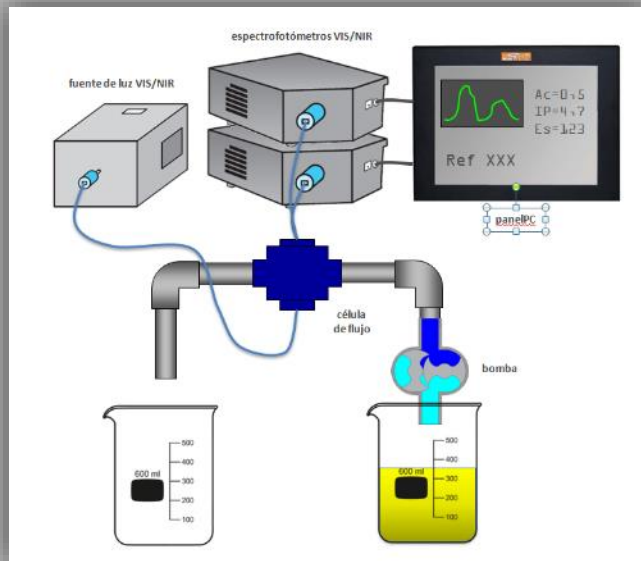 espectrofotómetros VIS/NIR
fuente de luz VIS/NIR
Ac=0,5
IP=4,7
Es=123
Ref XXX
panelPC
célula
de flujo
bomba
500
400
600 ml
300
200
100
500
400
600 ml
300
200
100